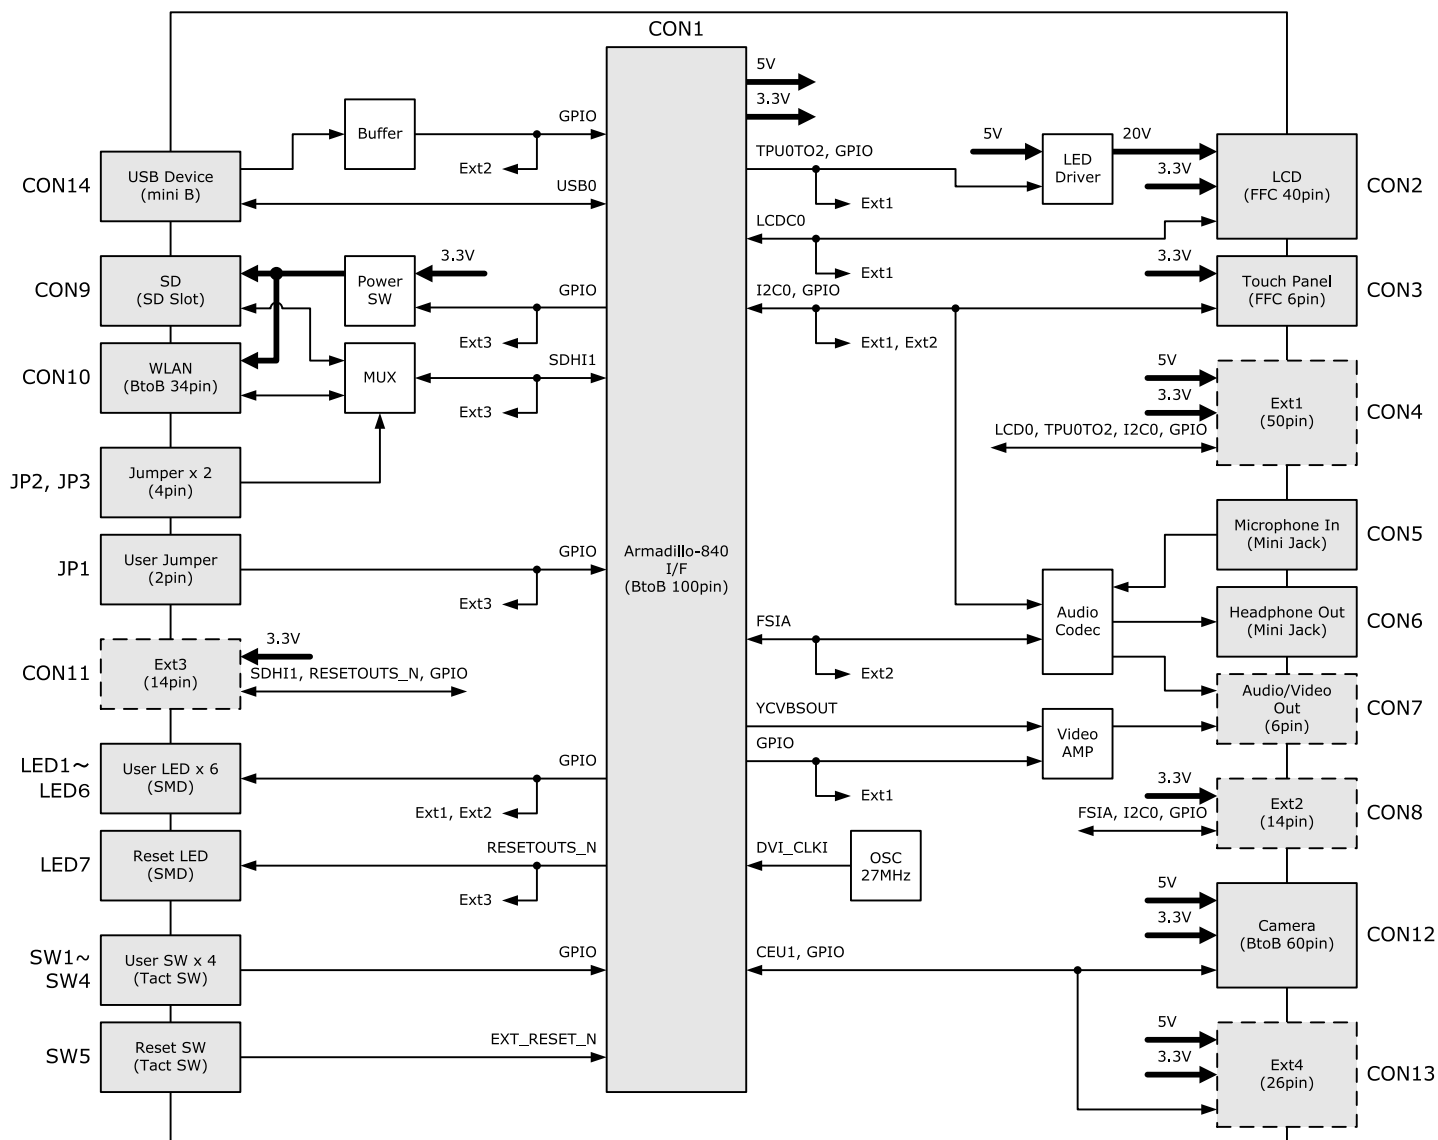 CON1
5V
3.3V
CON14
USB Device
(mini B)
Buffer
GPIO
Ext2
USB0
CON9
SD
(SD Slot)
Power
SW
3.3V
GPIO
Ext3
CON10
WLAN
(BtoB 34pin)
MUX
SDHI1
Ext3
JP2, JP3
Jumper x 2
(4pin)
JP1
User Jumper
(2pin)
GPIO
Ext3
CON11
Ext3
(14pin)
3.3V
SDHI1, RESETOUTS_N, GPIO
LED1~
LED6
User LED x 6
(SMD)
GPIO
Ext1, Ext2
LED7
Reset LED
(SMD)
RESETOUTS_N
Ext3
SW1~
SW4
User SW x 4
(Tact SW)
GPIO
SW5
Reset SW
(Tact SW)
EXT_RESET_N
Armadillo-840
I/F
(BtoB 100pin)
TPU0TO2, GPIO
Ext1
5V
LED
Driver
20V
3.3V
LCD
(FFC 40pin)
CON2
LCDC0
Ext1
3.3V
Touch Panel
(FFC 6pin)
CON3
I2C0, GPIO
Ext1, Ext2
5V
3.3V
LCD0, TPU0TO2, I2C0, GPIO
Ext1
(50pin)
CON4
Microphone In
(Mini Jack)
CON5
Audio
Codec
Headphone Out
(Mini Jack)
CON6
FSIA
Ext2
Audio/Video
Out
(6pin)
CON7
YCVBSOUT
GPIO
Video
AMP
Ext1
3.3V
FSIA, I2C0, GPIO
Ext2
(14pin)
CON8
DVI_CLKI
OSC
27MHz
5V
3.3V
Camera
(BtoB 60pin)
CON12
CEU1, GPIO
5V
3.3V
Ext4
(26pin)
CON13